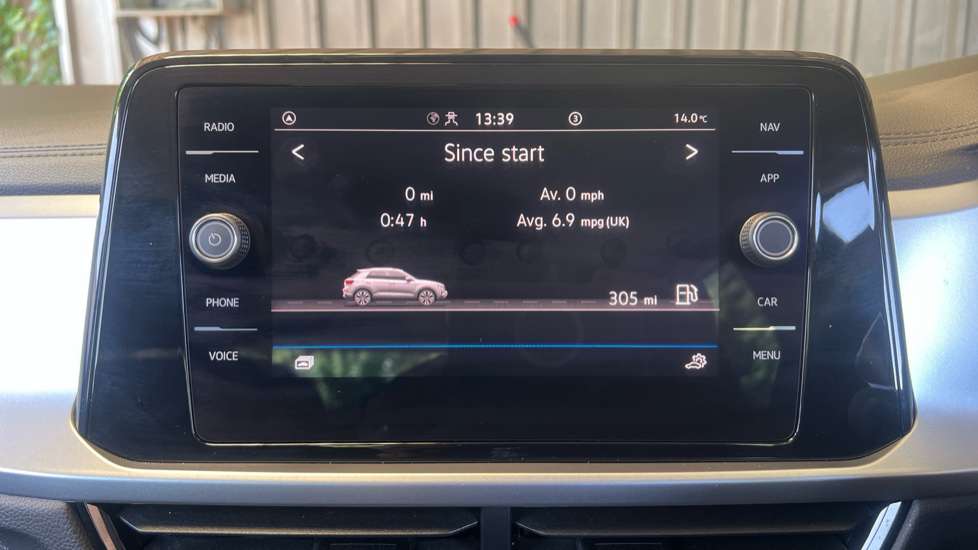 RADIO
MEDIA
PHONE
VOICE
13:39
3
14.0°C
< Since start >
0 mi Av. 0 mph
0:47 h Avg. 6.9 mpg (UK)
305 mi
NAV
APP
CAR
MENU